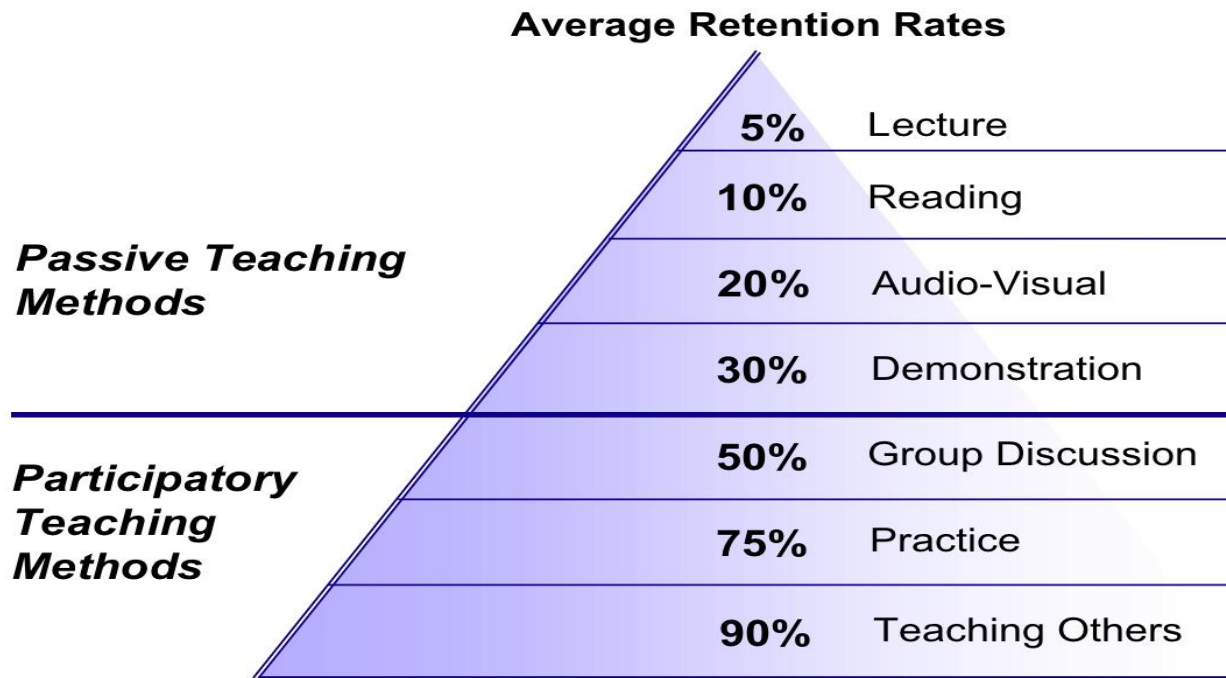 Average Retention Rates
5% Lecture
10% Reading
Passive Teaching
Methods
20% Audio-Visual
30% Demonstration
Participatory
Teaching
Methods
50% Group Discussion
75% Practice
90% Teaching Others